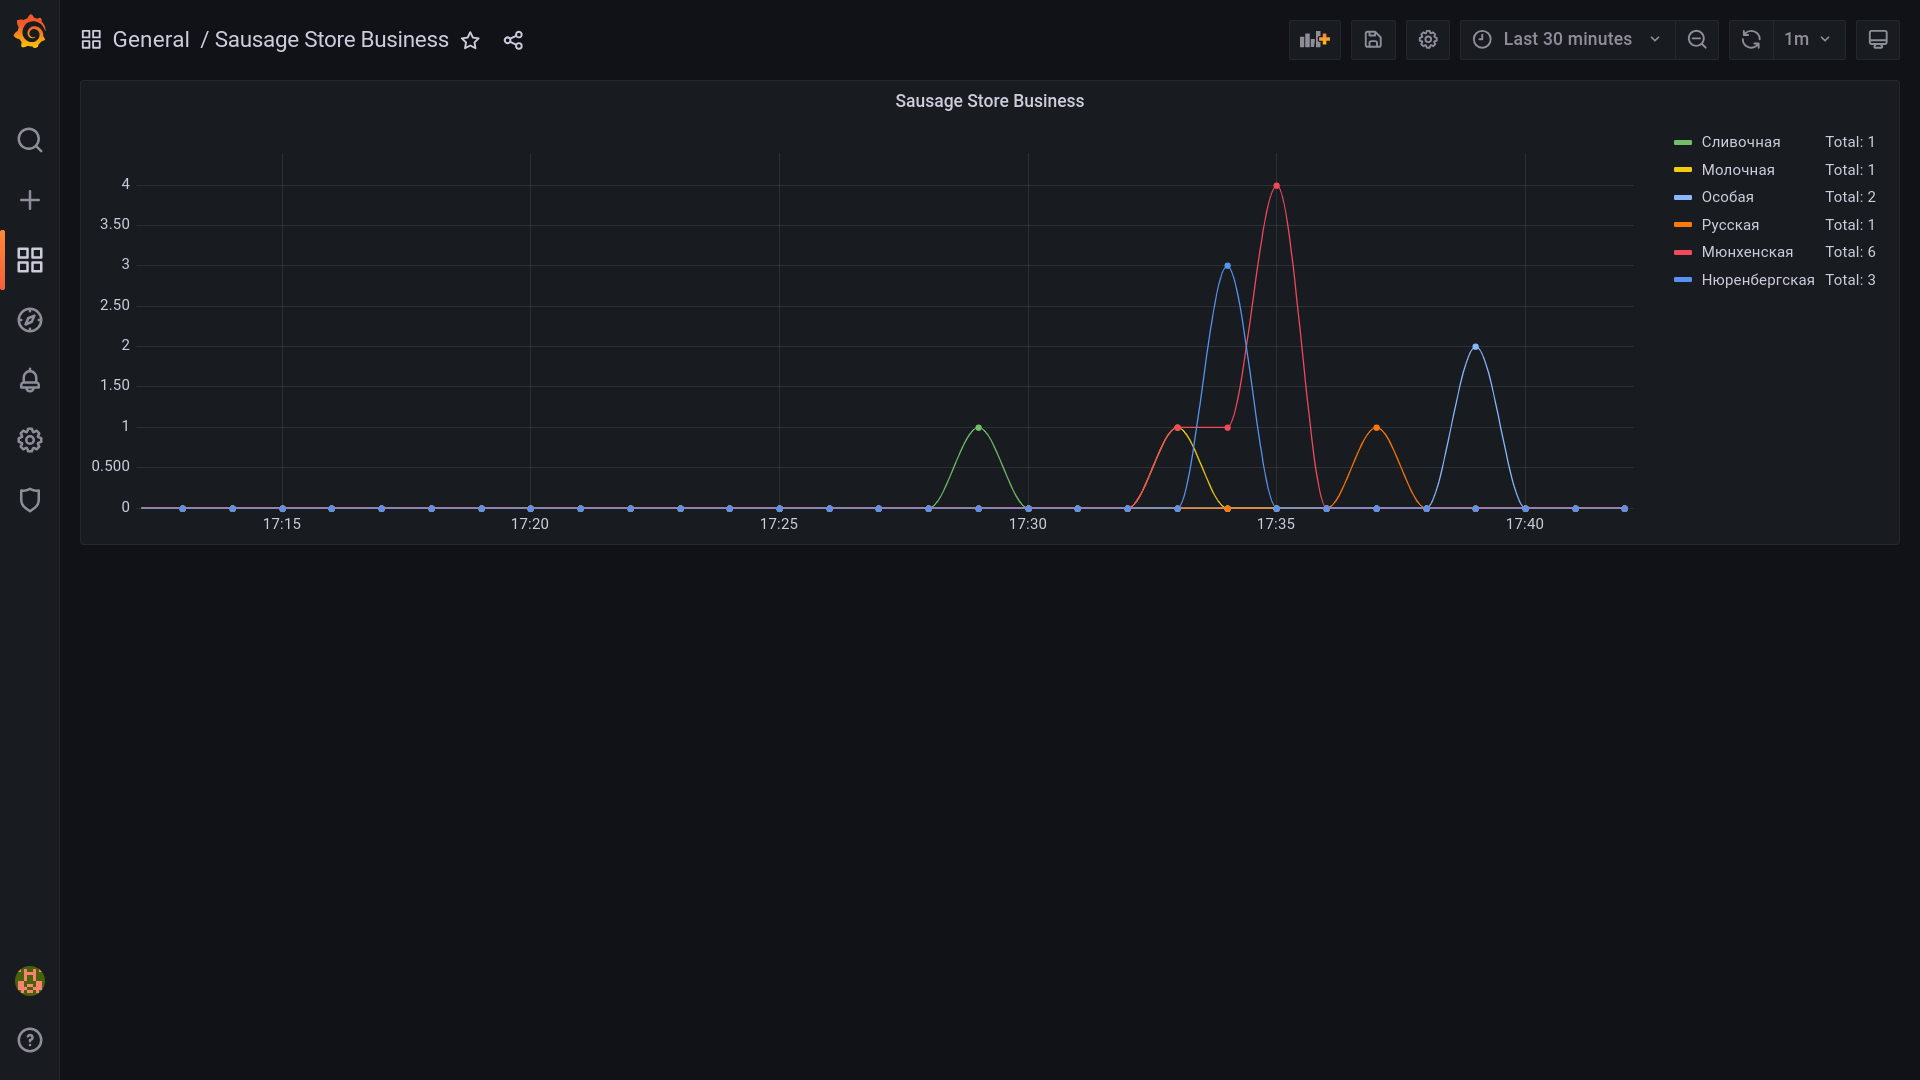 General / Sausage Store Business
Last 30 minutes
1m
Sausage Store Business
Сливочная Total: 1
Молочная Total: 1
Особая Total: 2
Русская Total: 1
Мюнхенская Total: 6
Нюренбергская Total: 3
4
3.50
3
2.50
2
1.50
1
0.500
0
17:15 17:20 17:25 17:30 17:35 17:40